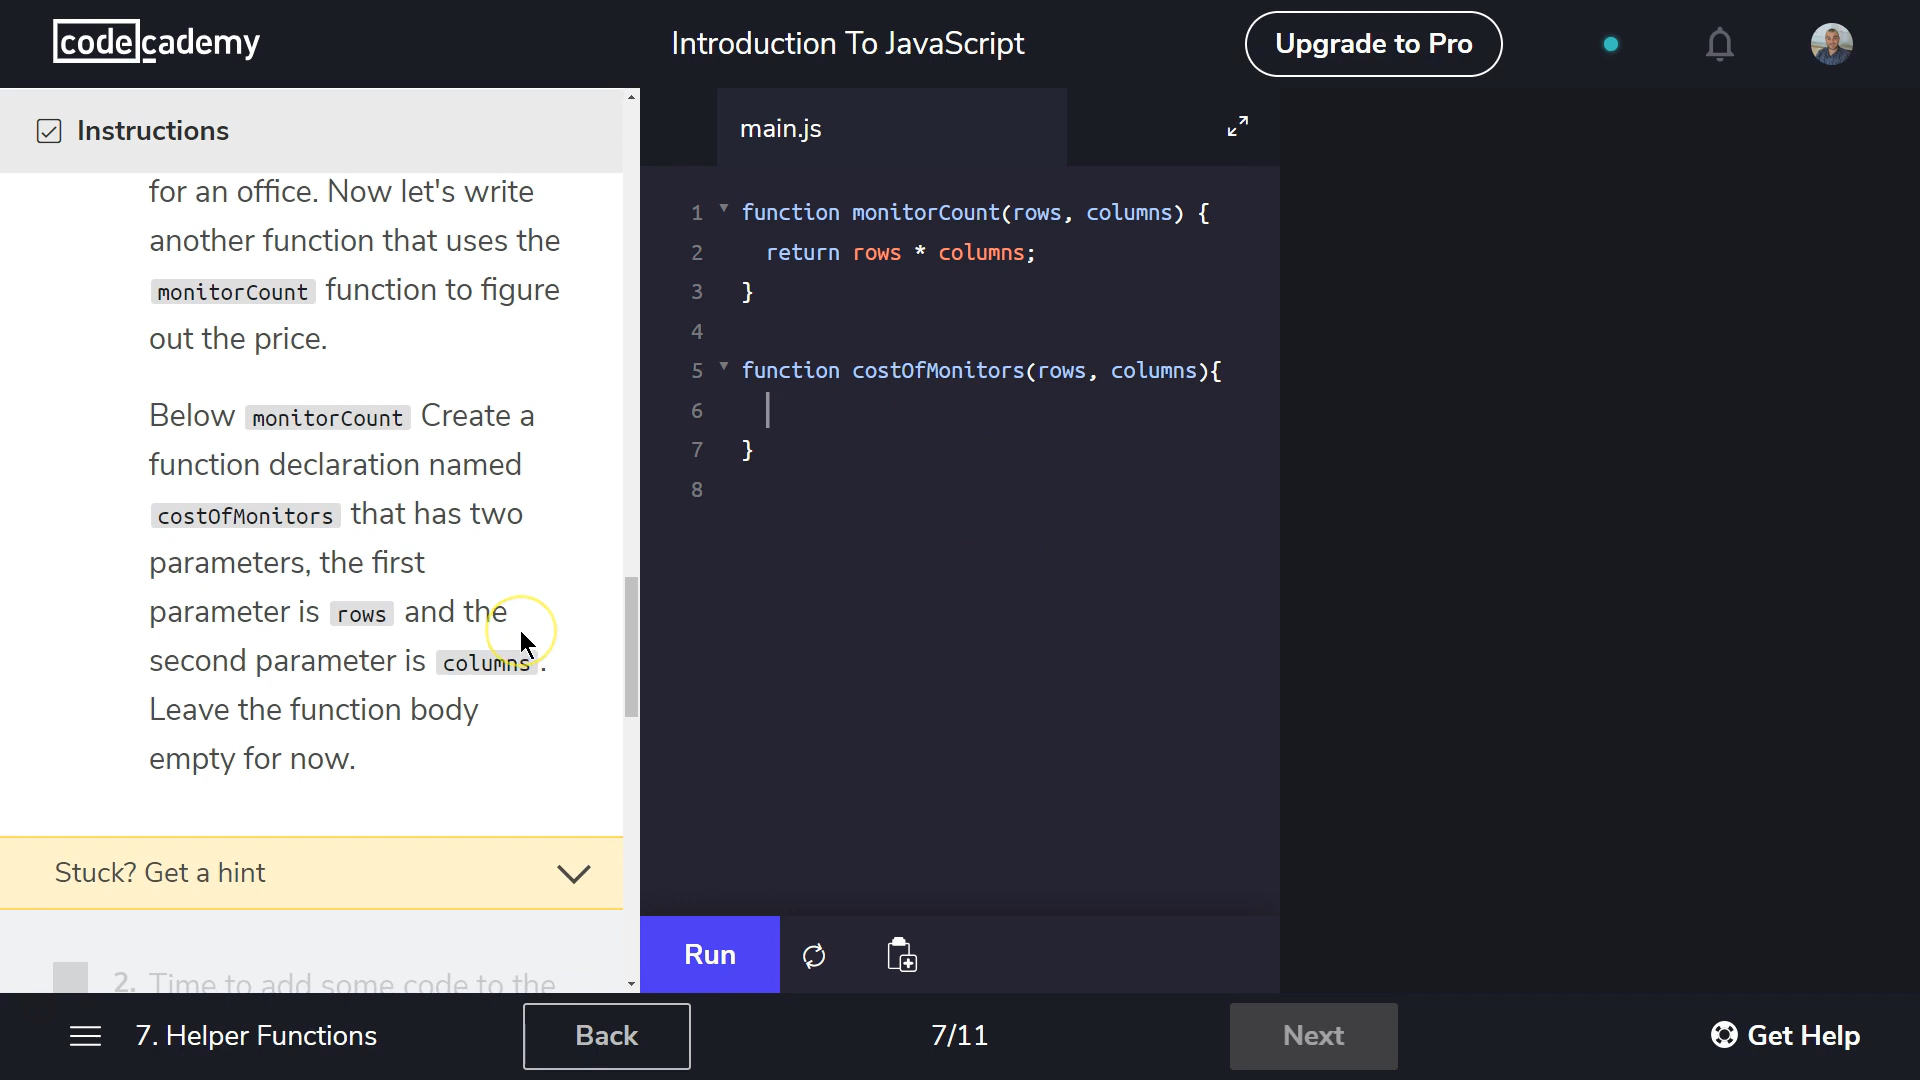 codecademy
Introduction To JavaScript
Upgrade to Pro
Instructions
for an office. Now let's write
another function that uses the
monitorCount function to figure
out the price.
Below monitorCount Create a
function declaration named
costOfMonitors that has two
parameters, the first
parameter is rows and the
second parameter is columns.
Leave the function body
empty for now.
Stuck? Get a hint
2. Time to add some code to the
main.js
1 function monitorCount(rows, columns) {
2 return rows * columns;
3 }
4
5 function costOfMonitors(rows, columns){
6
7 }
8
Run
7. Helper Functions
Back
7/11
Next
Get Help